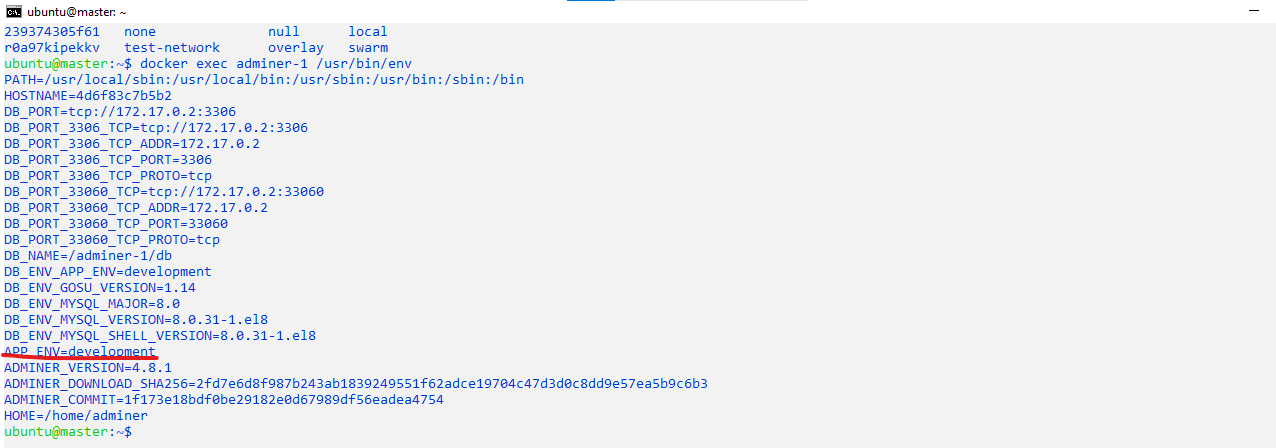 ubuntu@master: ~
239374305f61   none              null      local
r0a97kipekkv   test-network      overlay   swarm
ubuntu@master:~$ docker exec adminer-1 /usr/bin/env
PATH=/usr/local/sbin:/usr/local/bin:/usr/sbin:/usr/bin:/sbin:/bin
HOSTNAME=4d6f83c7b5b2
DB_PORT=tcp://172.17.0.2:3306
DB_PORT_3306_TCP=tcp://172.17.0.2:3306
DB_PORT_3306_TCP_ADDR=172.17.0.2
DB_PORT_3306_TCP_PORT=3306
DB_PORT_3306_TCP_PROTO=tcp
DB_PORT_33060_TCP=tcp://172.17.0.2:33060
DB_PORT_33060_TCP_ADDR=172.17.0.2
DB_PORT_33060_TCP_PORT=33060
DB_PORT_33060_TCP_PROTO=tcp
DB_NAME=/adminer-1/db
DB_ENV_APP_ENV=development
DB_ENV_GOSU_VERSION=1.14
DB_ENV_MYSQL_MAJOR=8.0
DB_ENV_MYSQL_VERSION=8.0.31-1.el8
DB_ENV_MYSQL_SHELL_VERSION=8.0.31-1.el8
APP_ENV=development
ADMINER_VERSION=4.8.1
ADMINER_DOWNLOAD_SHA256=2fd7e6d8f987b243ab1839249551f62adce19704c47d3d0c8dd9e57ea5b9c6b3
ADMINER_COMMIT=1f173e18bdf0be29182e0d67989df56eadea4754
HOME=/home/adminer
ubuntu@master:~$